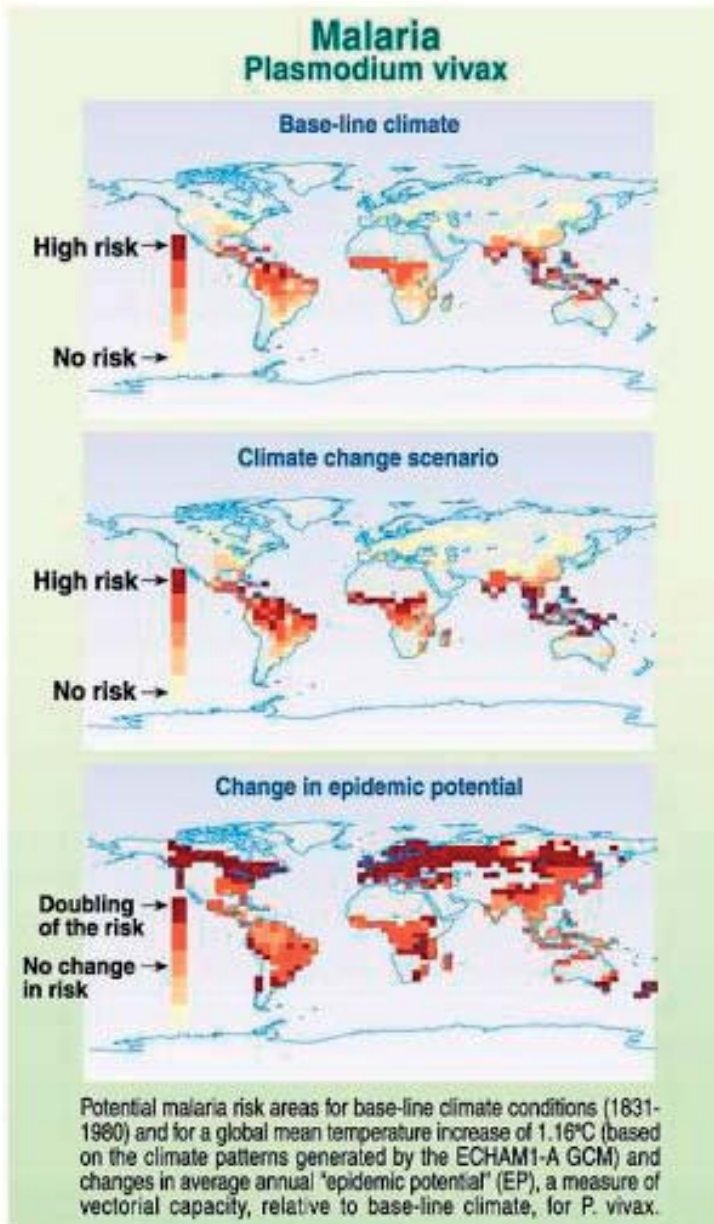 Malaria
Plasmodium vivax
Base-line climate
High risk
No risk
Climate change scenario
High risk
No risk
Change in epidemic potential
Doubling
of the risk
No change
in risk
Potential malaria risk areas for base-line climate conditions (1831-
1980) and for a global mean temperature increase of 1.16°C (based
on the climate patterns generated by the ECHAM1-A GCM) and
changes in average annual "epidemic potential" (EP), a measure of
vectorial capacity, relative to base-line climate, for P. vivax.